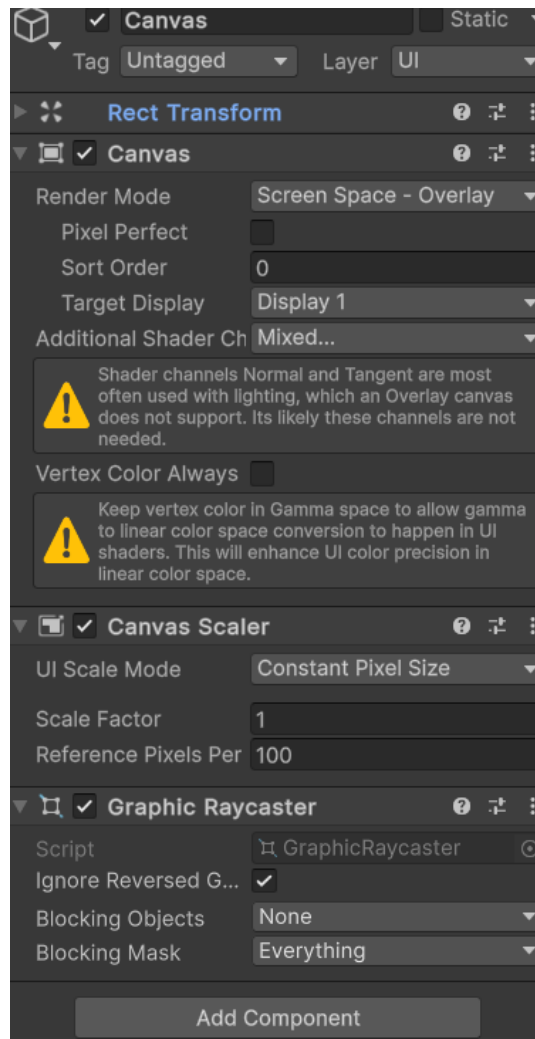 Canvas Static
Tag Untagged Layer UI
Rect Transform
Canvas
Render Mode Screen Space - Overlay
Pixel Perfect
Sort Order 0
Target Display Display 1
Additional Shader Ch Mixed...
Shader channels Normal and Tangent are most
often used with lighting, which an Overlay canvas
does not support. Its likely these channels are not
needed.
Vertex Color Always
Keep vertex color in Gamma space to allow gamma
to linear color space conversion to happen in UI
shaders. This will enhance UI color precision in
linear color space.
Canvas Scaler
UI Scale Mode Constant Pixel Size
Scale Factor 1
Reference Pixels Per 100
Graphic Raycaster
Script GraphicRaycaster
Ignore Reversed G...
Blocking Objects None
Blocking Mask Everything
Add Component